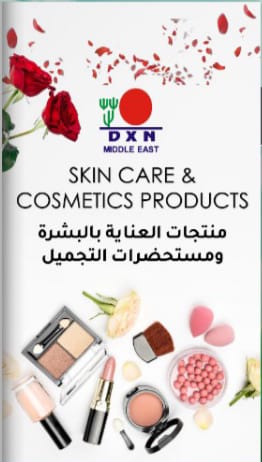 DXN
MIDDLE EAST
SKIN CARE &
COSMETICS PRODUCTS
منتجات العناية بالبشرة
ومستحضرات التجميل